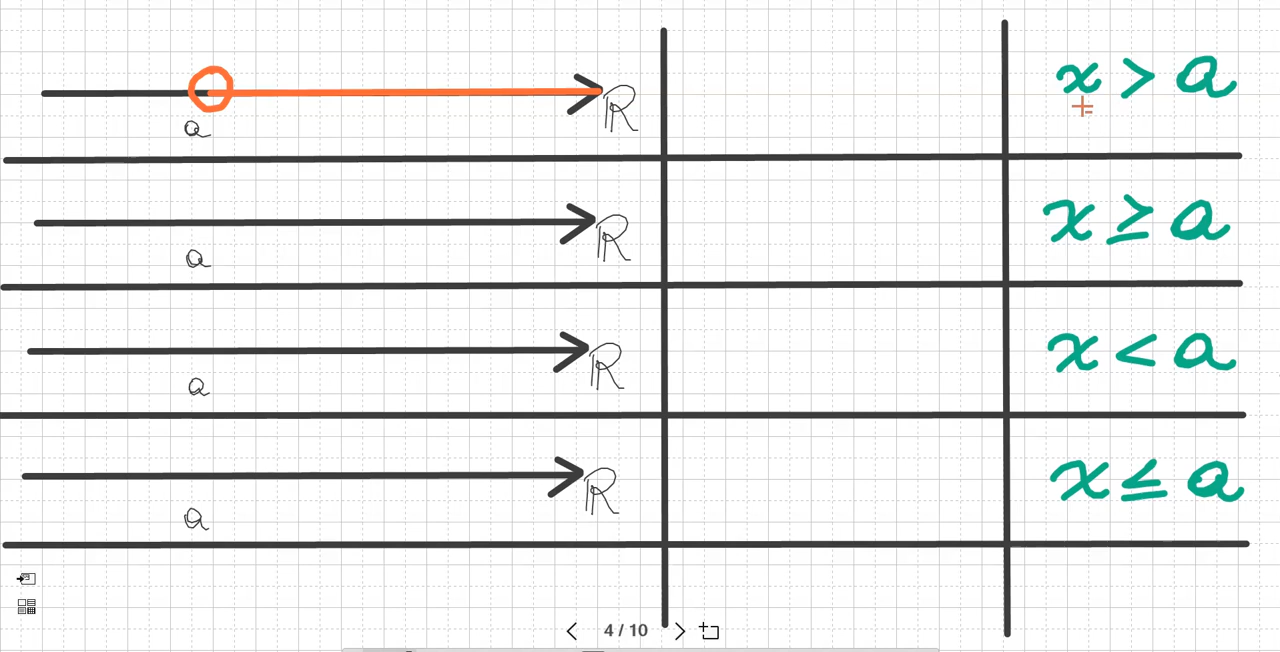 R x > a
a
R x ≥ a
a
R x < a
a
R x ≤ a
a
4 / 10